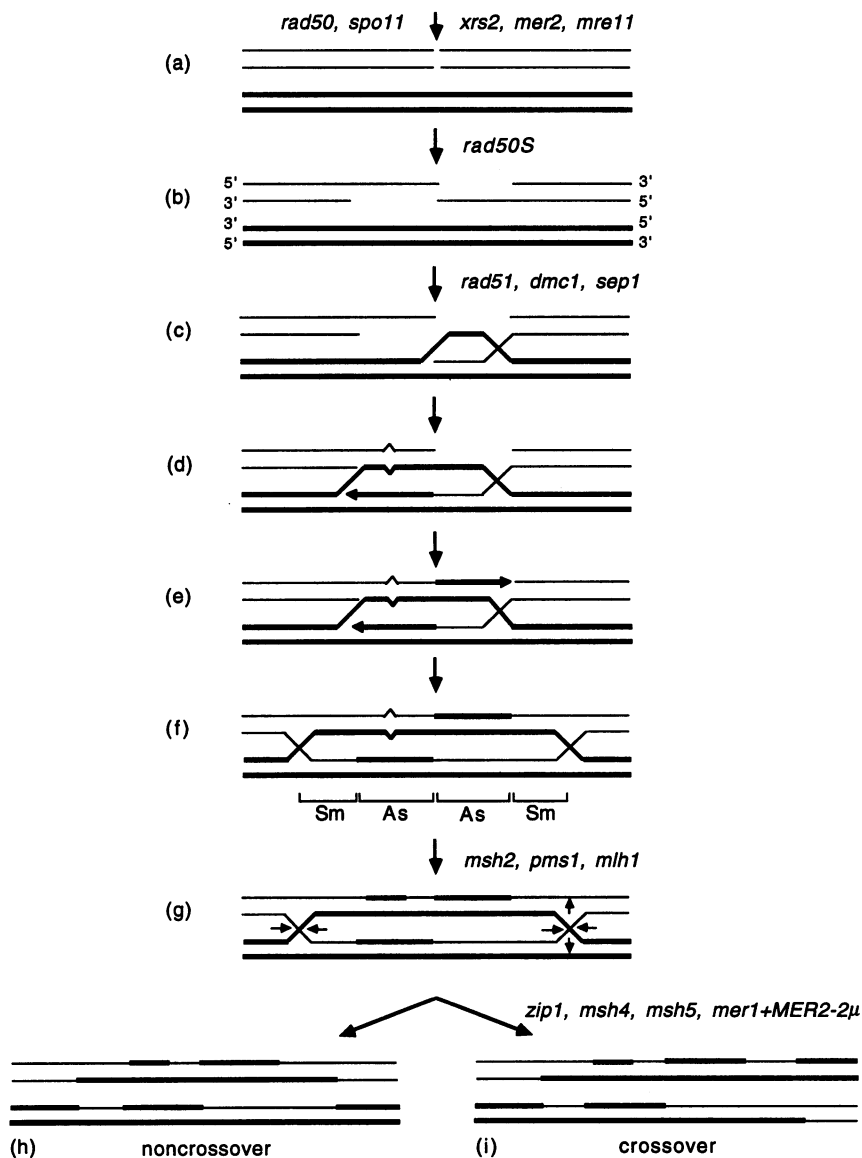 rad50, spo11 xrs2, mer2, mre11
(a)
rad50S
(b)
5' 3'
3' 5'
3' 5'
5' 3'
rad51, dmc1, sep1
(c)
(d)
(e)
(f)
Sm As As Sm
msh2, pms1, mlh1
(g)
zip1, msh4, msh5, mer1+MER2-2μ
(h) noncrossover (i) crossover